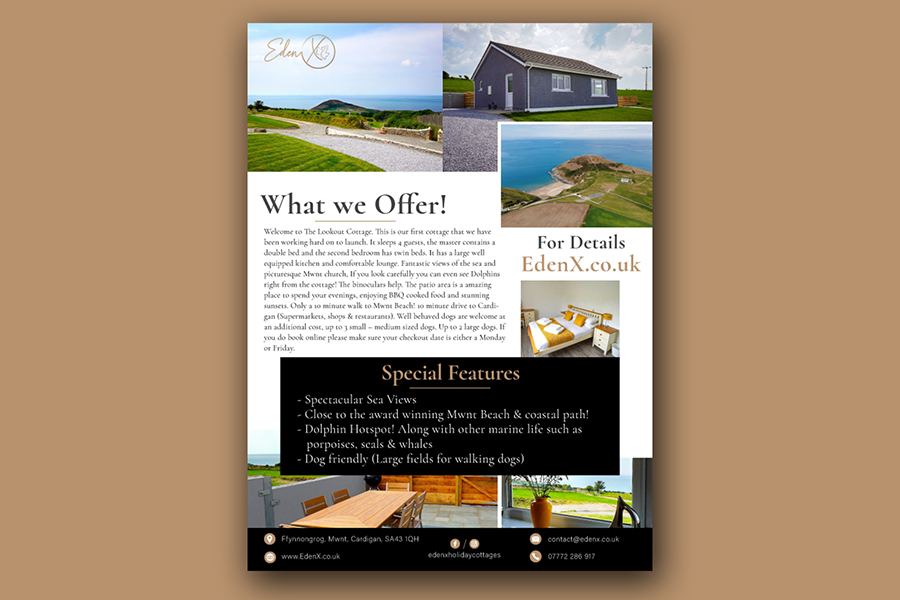 Eden X
What we Offer!
Welcome to The Lookout Cottage. This is our first cottage that we have
been working hard on to launch. It sleeps 4 guests, the master contains a
double bed and the second bedroom has twin beds. It has a large well
equipped kitchen and comfortable lounge. Fantastic views of the sea and
picturesque Mwnt church, If you look carefully you can even see Dolphins
right from the cottage! The binoculars help. The patio area is a amazing
place to spend your evenings, enjoying BBQ cooked food and stunning
sunsets. Only a 10 minute walk to Mwnt Beach! 10 minute drive to Cardi-
gan (Supermarkets, shops & restaurants). Well behaved dogs are welcome at
an additional cost, up to 3 small – medium sized dogs. Up to 2 large dogs. If
you do book online please make sure your checkout date is either a Monday
or Friday.
For Details
EdenX.co.uk
Special Features
- Spectacular Sea Views
- Close to the award winning Mwnt Beach & coastal path!
- Dolphin Hotspot! Along with other marine life such as
porpoises, seals & whales
- Dog friendly (Large fields for walking dogs)
Ffynnongrog, Mwnt, Cardigan, SA43 1QH
www.EdenX.co.uk
/
edenxholidaycottages
contact@edenx.co.uk
07772 286 917